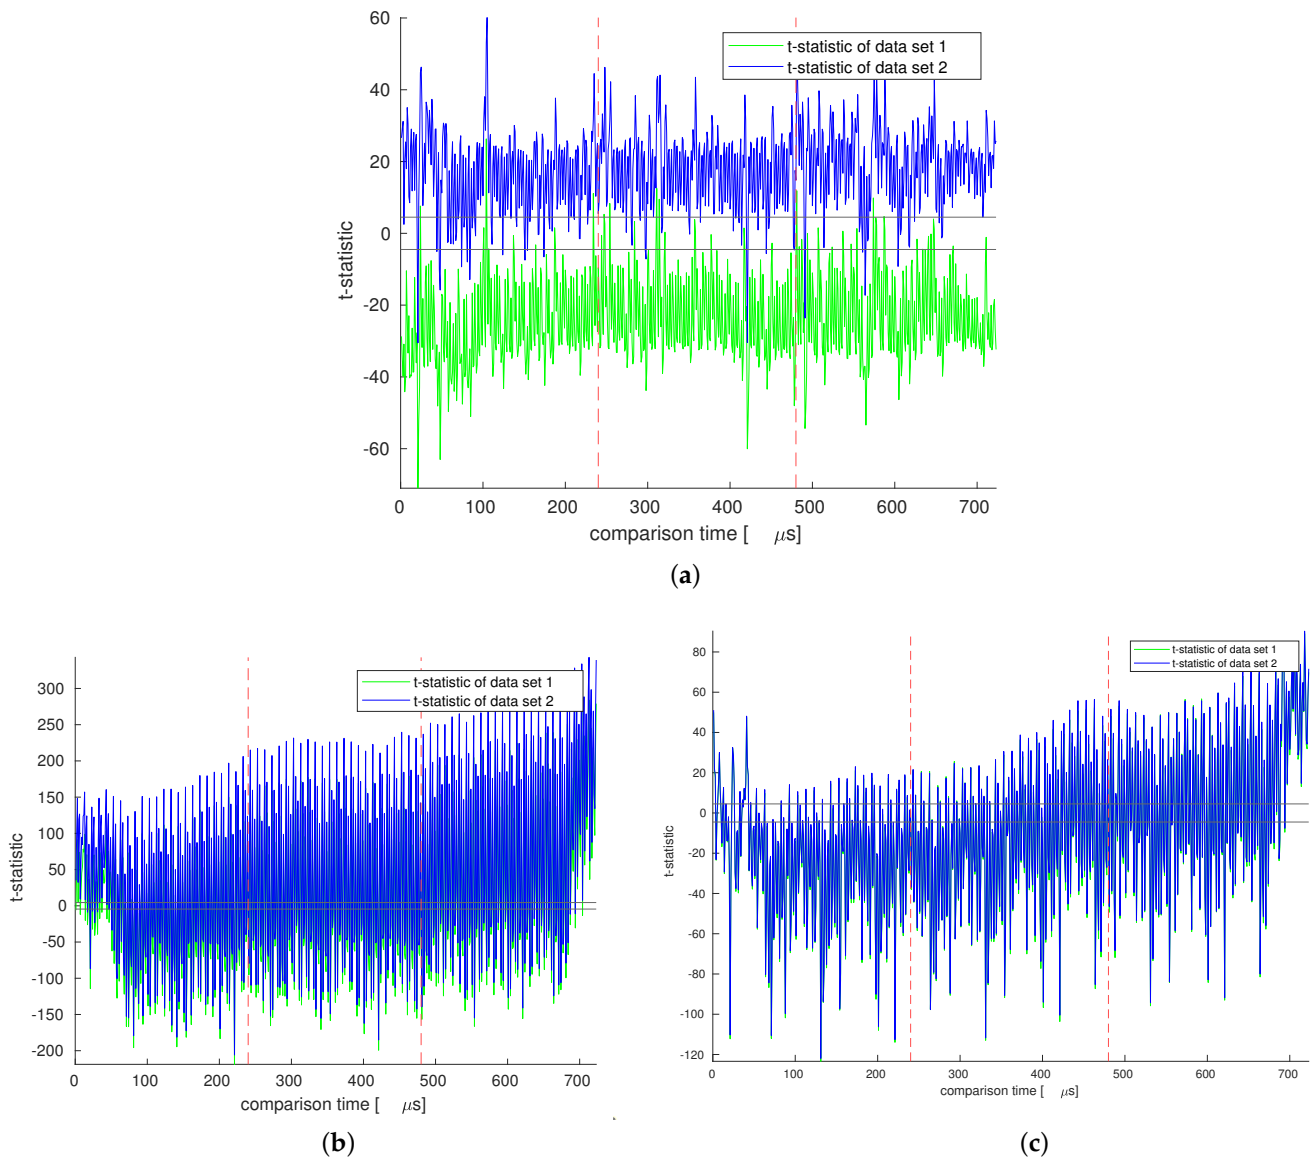 60
40
20
0
-20
-40
-60
t-statistic
t-statistic of data set 1
t-statistic of data set 2
0 100 200 300 400 500 600 700
comparison time [ μs]
(a)
300
250
200
150
100
50
0
-50
-100
-150
-200
t-statistic
t-statistic of data set 1
t-statistic of data set 2
0 100 200 300 400 500 600 700
comparison time [ μs]
(b)
80
60
40
20
0
-20
-40
-60
-80
-100
-120
t-statistic
t-statistic of data set 1
t-statistic of data set 2
0 100 200 300 400 500 600 700
comparison time [ μs]
(c)